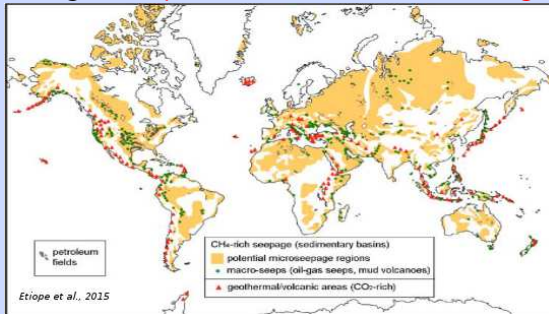 petroleum
fields
Etiope et al., 2015
CH₄-rich seepage (sedimentary basins)
potential microseepage regions
macro-seeps (oil-gas seeps, mud volcanoes)
geothermal/volcanic areas (CO₂-rich)